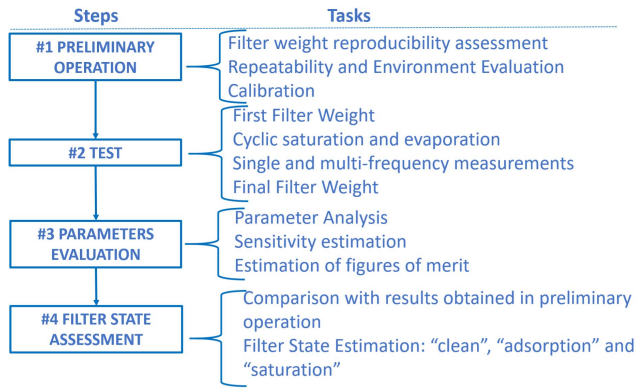 Steps
Tasks
#1 PRELIMINARY
OPERATION
Filter weight reproducibility assessment
Repeatability and Environment Evaluation
Calibration
#2 TEST
First Filter Weight
Cyclic saturation and evaporation
Single and multi-frequency measurements
Final Filter Weight
#3 PARAMETERS
EVALUATION
Parameter Analysis
Sensitivity estimation
Estimation of figures of merit
#4 FILTER STATE
ASSESSMENT
Comparison with results obtained in preliminary
operation
Filter State Estimation: “clean”, “adsorption” and
“saturation”